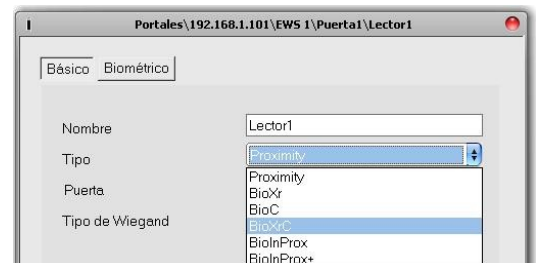 Portales\192.168.1.101\EWS 1\Puerta1\Lector1
Básico Biométrico
Nombre Lector1
Tipo Proximity
Proximity
Puerta BioXr
BioC
Tipo de Wiegand BioXrC
BioInProx
BioInProx+